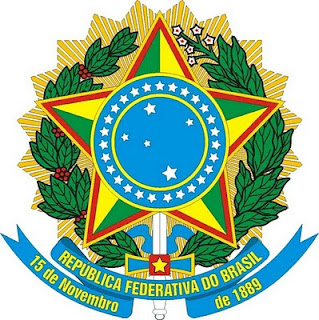 REPÚBLICA FEDERATIVA DO BRASIL
15 de Novembro
de 1889